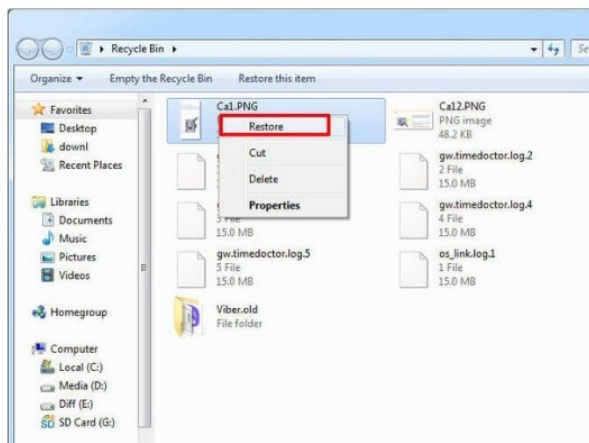 Recycle Bin
Se
Organize
Empty the Recycle Bin
Restore this item
Favorites
Desktop
downl
Recent Places
Libraries
Documents
Music
Pictures
Videos
Homegroup
Computer
Local (C:)
Media (D:)
Diff (E:)
SD Card (G:)
Ca1.PNG
Restore
Cut
Delete
Properties
Ca12.PNG
PNG image
48.2 KB
gw.timedoctor.log.2
2 File
15.0 MB
3 File
15.0 MB
gw.timedoctor.log.4
4 File
15.0 MB
gw.timedoctor.log.5
5 File
15.0 MB
os_link.log.1
1 File
15.0 MB
Viber.old
File folder